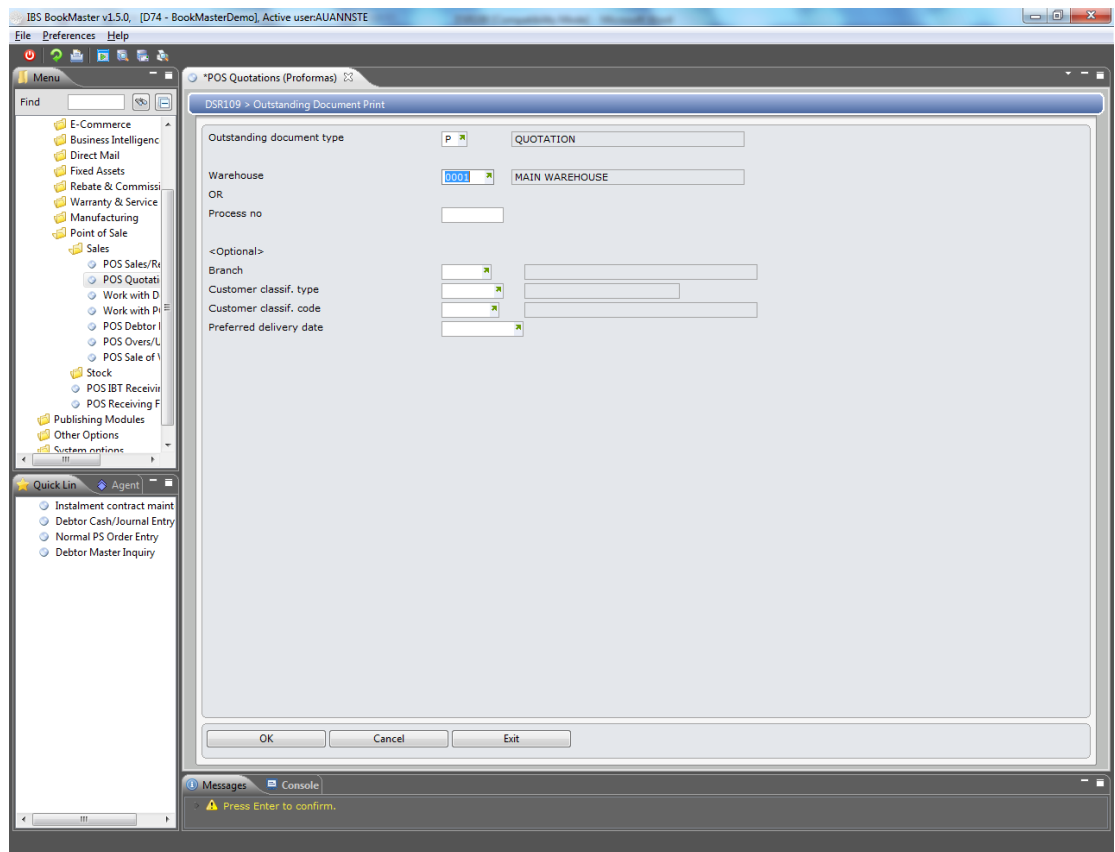 IBS BookMaster v1.5.0, [D74 - BookMasterDemo], Active user:AUANNSTE
File Preferences Help
Menu
*POS Quotations (Proformas)
Find
DSR109 > Outstanding Document Print
E-Commerce
Business Intelligenc
Direct Mail
Fixed Assets
Rebate & Commissi
Warranty & Service
Manufacturing
Point of Sale
Sales
POS Sales/Re
POS Quotati
Work with D
Work with P
POS Debtor I
POS Overs/L
POS Sale of
Stock
POS IBT Receivin
POS Receiving F
Publishing Modules
Other Options
System options
Outstanding document type P QUOTATION
Warehouse 0001 MAIN WAREHOUSE
OR
Process no
<Optional>
Branch
Customer classif. type
Customer classif. code
Preferred delivery date
Quick Lin Agent
Instalment contract maint
Debtor Cash/Journal Entry
Normal PS Order Entry
Debtor Master Inquiry
OK Cancel Exit
Messages Console
Press Enter to confirm.